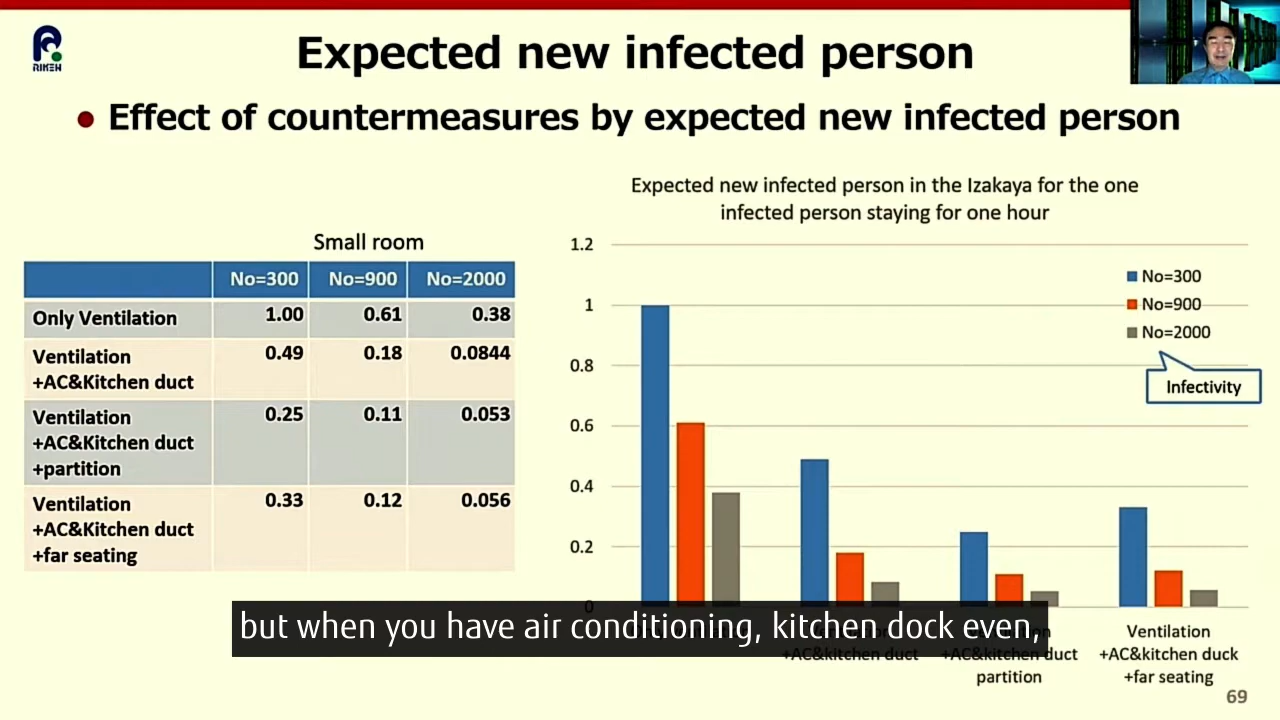 RIKEN
Expected new infected person
● Effect of countermeasures by expected new infected person
Small room
No=300 No=900 No=2000
Only Ventilation 1.00 0.61 0.38
Ventilation 0.49 0.18 0.0844
+AC&Kitchen duct
Ventilation 0.25 0.11 0.053
+AC&Kitchen duct
+partition
Ventilation 0.33 0.12 0.056
+AC&Kitchen duct
+far seating
Expected new infected person in the Izakaya for the one
infected person staying for one hour
1.2
1
0.8
0.6
0.4
0.2
0
No=300
No=900
No=2000
Infectivity
+AC&kitchen duct
+AC&kitchen duct
partition
Ventilation
+AC&kitchen duck
+far seating
but when you have air conditioning, kitchen dock even,
69